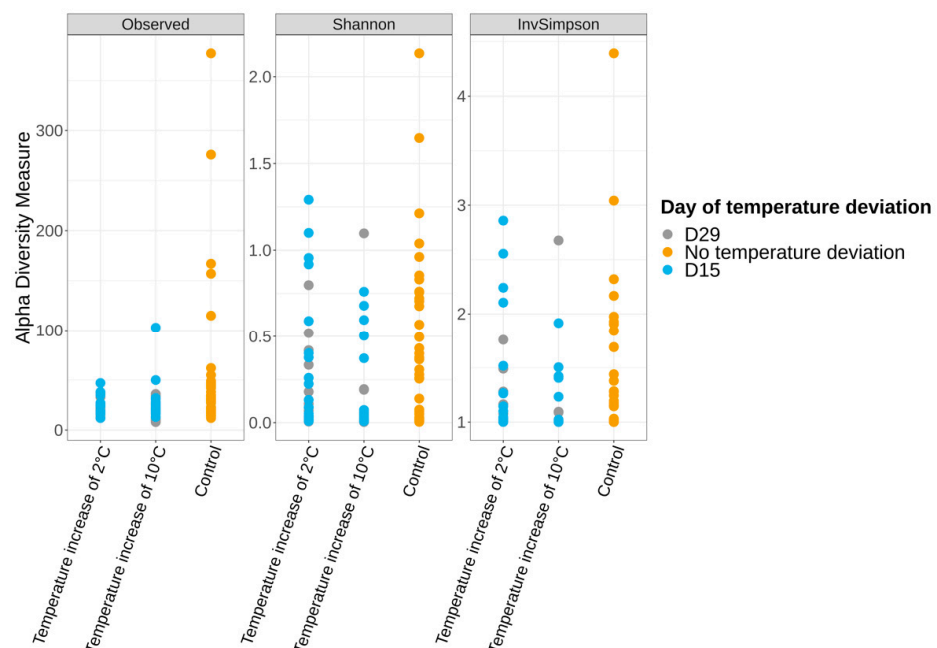 Observed
Shannon
InvSimpson
Alpha Diversity Measure
300
200
100
0
2.0
1.5
1.0
0.5
0.0
4
3
2
1
Temperature increase of 2°C
Temperature increase of 10°C
Control
Temperature increase of 2°C
Temperature increase of 10°C
Control
Temperature increase of 2°C
Temperature increase of 10°C
Control
Day of temperature deviation
D29
No temperature deviation
D15